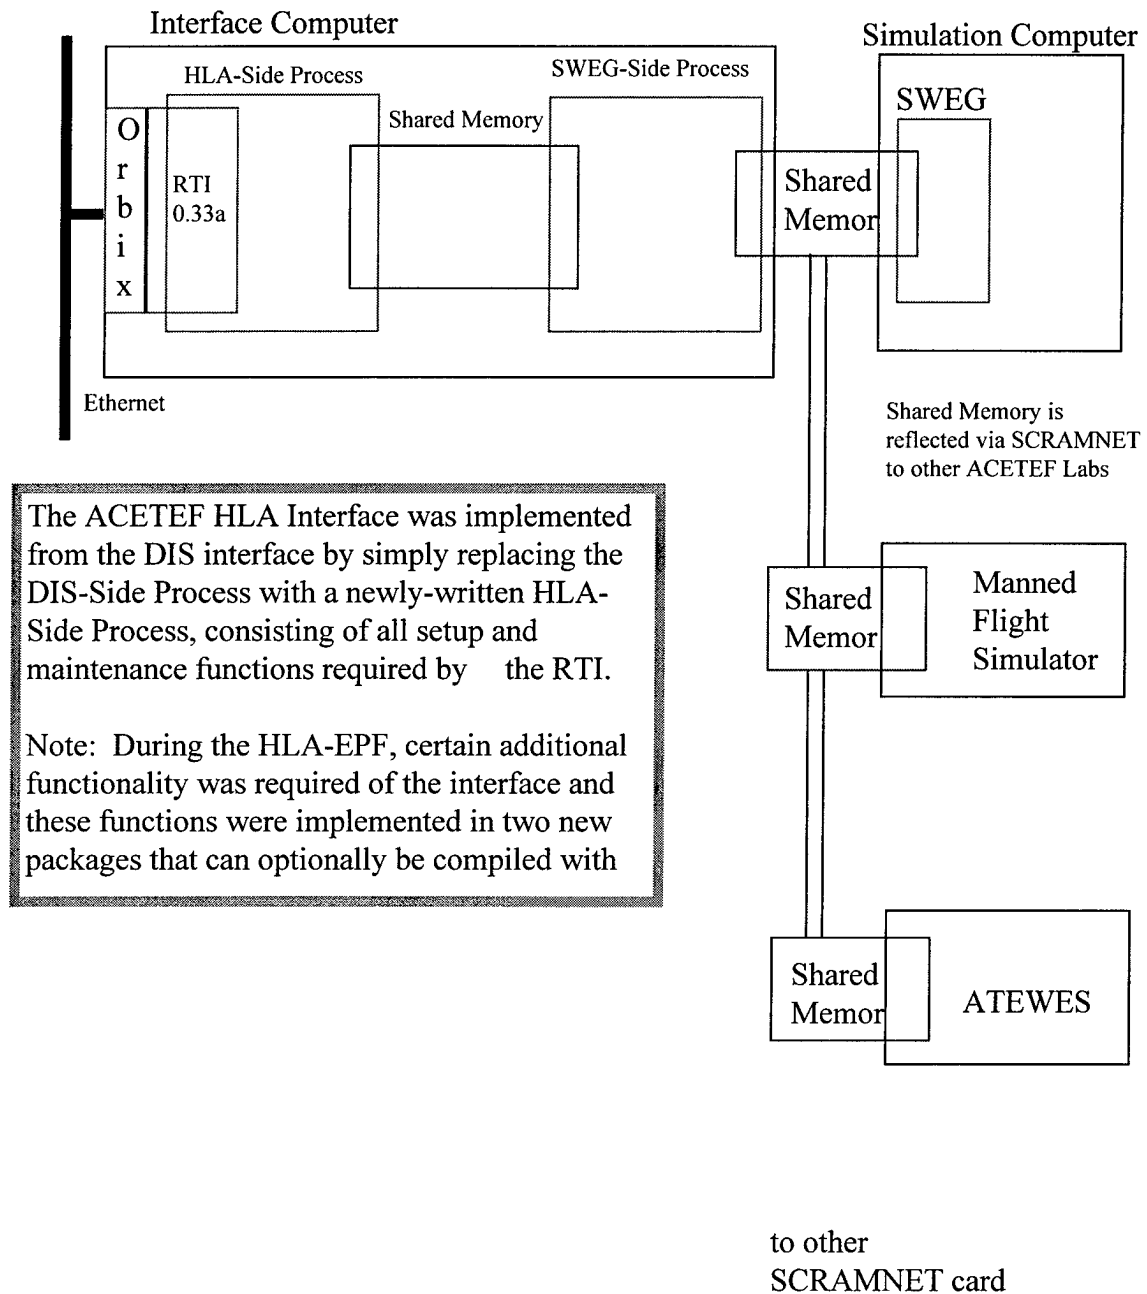 Interface Computer
Simulation Computer
HLA-Side Process
SWEG-Side Process
SWEG
Shared Memory
Orbix
RTI
0.33a
Shared
Memor
Ethernet
Shared Memory is
reflected via SCRAMNET
to other ACETEF Labs
The ACETEF HLA Interface was implemented
from the DIS interface by simply replacing the
DIS-Side Process with a newly-written HLA-
Side Process, consisting of all setup and
maintenance functions required by the RTI.
Note: During the HLA-EPF, certain additional
functionality was required of the interface and
these functions were implemented in two new
packages that can optionally be compiled with
Shared
Memor
Manned
Flight
Simulator
Shared
Memor
ATEWES
to other
SCRAMNET card